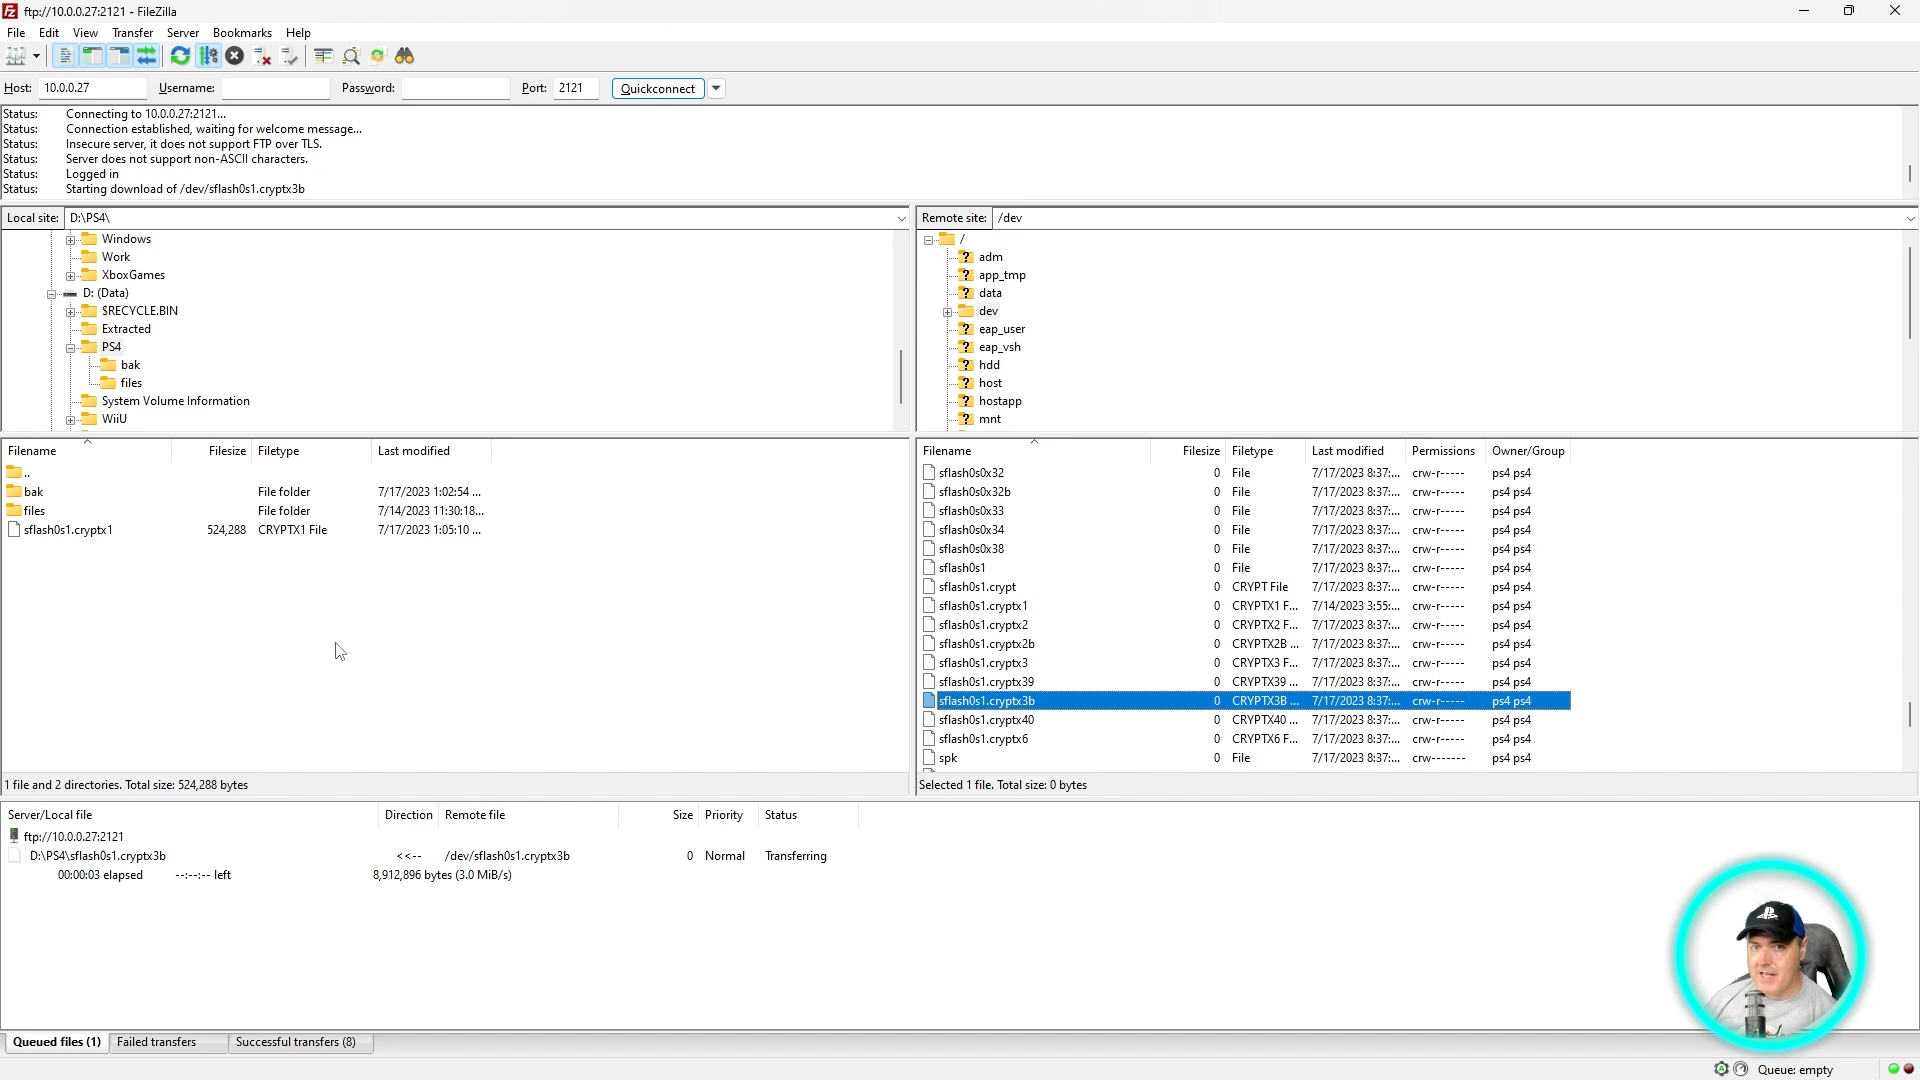 ftp://10.0.0.27:2121 - FileZilla
File Edit View Transfer Server Bookmarks Help
Host: 10.0.0.27 Username: Password: Port: 2121 Quickconnect
Status: Connecting to 10.0.0.27:2121...
Status: Connection established, waiting for welcome message...
Status: Insecure server, it does not support FTP over TLS.
Status: Server does not support non-ASCII characters.
Status: Logged in
Status: Starting download of /dev/sflash0s1.cryptx3b
Local site: D:\PS4\
Windows
Work
XboxGames
D: (Data)
$RECYCLE.BIN
Extracted
PS4
bak
files
System Volume Information
WiiU
Remote site: /dev
/
adm
app_tmp
data
dev
eap_user
eap_vsh
hdd
host
hostapp
mnt
Filename Filesize Filetype Last modified
..
bak File folder 7/17/2023 1:02:54 ...
files File folder 7/14/2023 11:30:18...
sflash0s1.cryptx1 524,288 CRYPTX1 File 7/17/2023 1:05:10 ...
1 file and 2 directories. Total size: 524,288 bytes
Filename Filesize Filetype Last modified Permissions Owner/Group
sflash0s0x32 0 File 7/17/2023 8:37:... crw-r----- ps4 ps4
sflash0s0x32b 0 File 7/17/2023 8:37:... crw-r----- ps4 ps4
sflash0s0x33 0 File 7/17/2023 8:37:... crw-r----- ps4 ps4
sflash0s0x34 0 File 7/17/2023 8:37:... crw-r----- ps4 ps4
sflash0s0x38 0 File 7/17/2023 8:37:... crw-r----- ps4 ps4
sflash0s1 0 File 7/17/2023 8:37:... crw-r----- ps4 ps4
sflash0s1.crypt 0 CRYPT File 7/17/2023 8:37:... crw-r----- ps4 ps4
sflash0s1.cryptx1 0 CRYPTX1 F... 7/14/2023 3:55:... crw-r----- ps4 ps4
sflash0s1.cryptx2 0 CRYPTX2 F... 7/17/2023 8:37:... crw-r----- ps4 ps4
sflash0s1.cryptx2b 0 CRYPTX2B ... 7/17/2023 8:37:... crw-r----- ps4 ps4
sflash0s1.cryptx3 0 CRYPTX3 F... 7/17/2023 8:37:... crw-r----- ps4 ps4
sflash0s1.cryptx39 0 CRYPTX39 ... 7/17/2023 8:37:... crw-r----- ps4 ps4
sflash0s1.cryptx3b 0 CRYPTX3B ... 7/17/2023 8:37:... crw-r----- ps4 ps4
sflash0s1.cryptx40 0 CRYPTX40 ... 7/17/2023 8:37:... crw-r----- ps4 ps4
sflash0s1.cryptx6 0 CRYPTX6 F... 7/17/2023 8:37:... crw-r----- ps4 ps4
spk 0 File 7/17/2023 8:37:... crw------- ps4 ps4
Selected 1 file. Total size: 0 bytes
Server/Local file Direction Remote file Size Priority Status
ftp://10.0.0.27:2121
D:\PS4\sflash0s1.cryptx3b <<-- /dev/sflash0s1.cryptx3b 0 Normal Transferring
00:00:03 elapsed --:--:-- left 8,912,896 bytes (3.0 MiB/s)
Queued files (1) Failed transfers Successful transfers (8)
Queue: empty